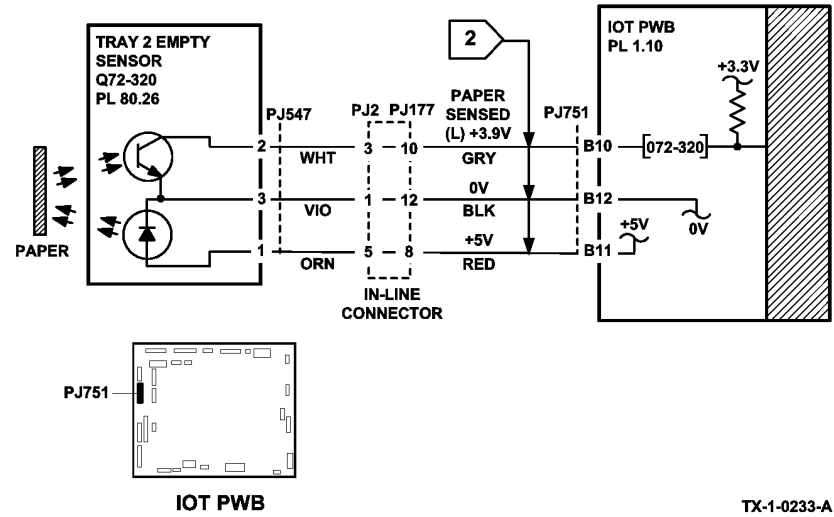 TRAY 2 EMPTY
SENSOR
Q72-320
PL 80.26
2
IOT PWB
PL 1.10
+3.3V
PJ547
PJ2 PJ177
PAPER
SENSED
(L) +3.9V
PJ751
2 WHT 3 10 GRY B10 [072-320]
3 VIO 1 12 0V BLK B12 0V
1 ORN 5 8 +5V RED B11 +5V
PAPER
IN-LINE
CONNECTOR
PJ751
IOT PWB
TX-1-0233-A